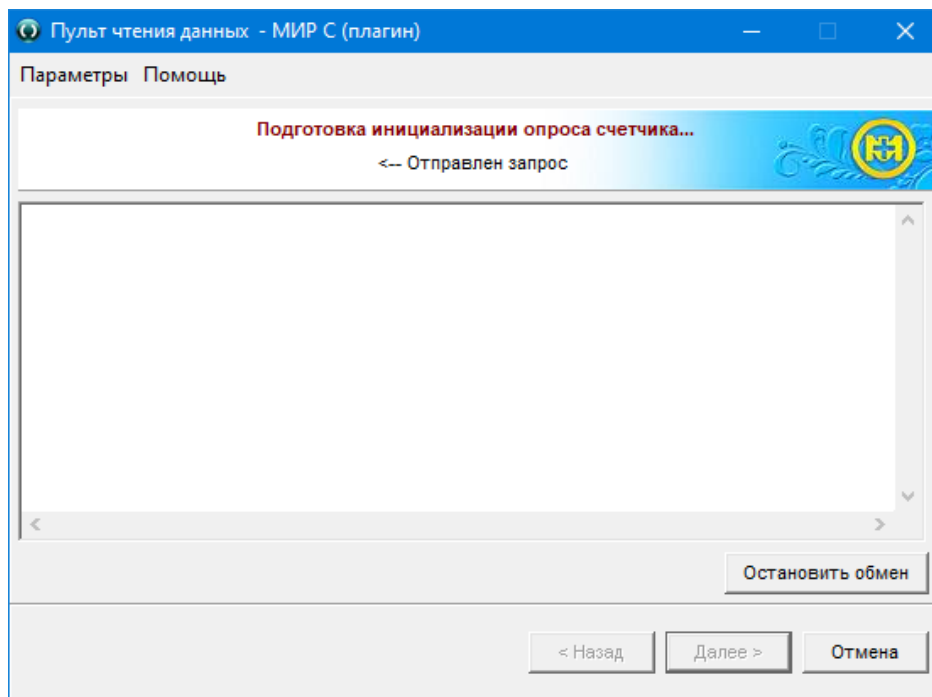 Пульт чтения данных - МИР С (плагин)
Параметры Помощь
Подготовка инициализации опроса счетчика...
<-- Отправлен запрос
Остановить обмен
< Назад
Далее >
Отмена